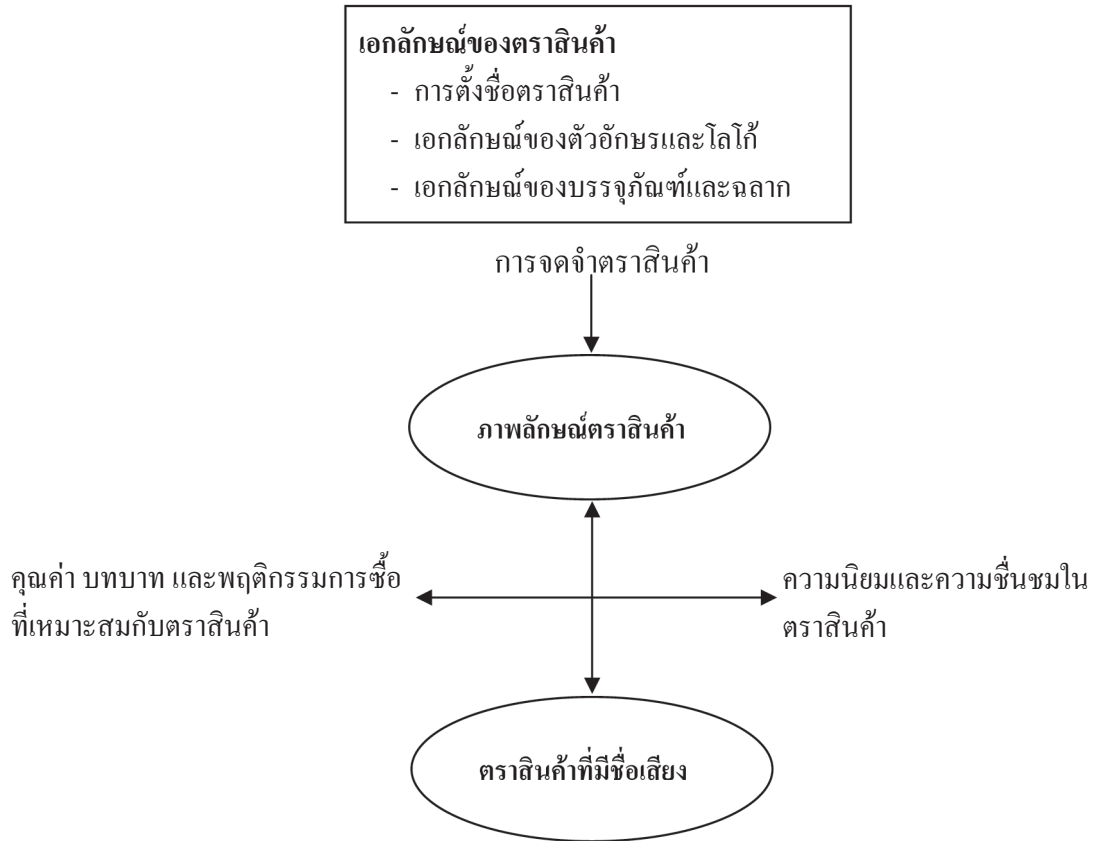 เอกลักษณ์ของตราสินค้า
- การตั้งชื่อตราสินค้า
- เอกลักษณ์ของตัวอักษรและโลโก้
- เอกลักษณ์ของบรรจุภัณฑ์และฉลาก
การจดจำตราสินค้า
ภาพลักษณ์ตราสินค้า
คุณค่า บทบาท และพฤติกรรมการซื้อ
ที่เหมาะสมกับตราสินค้า
ความนิยมและความชื่นชมใน
ตราสินค้า
ตราสินค้าที่มีชื่อเสียง